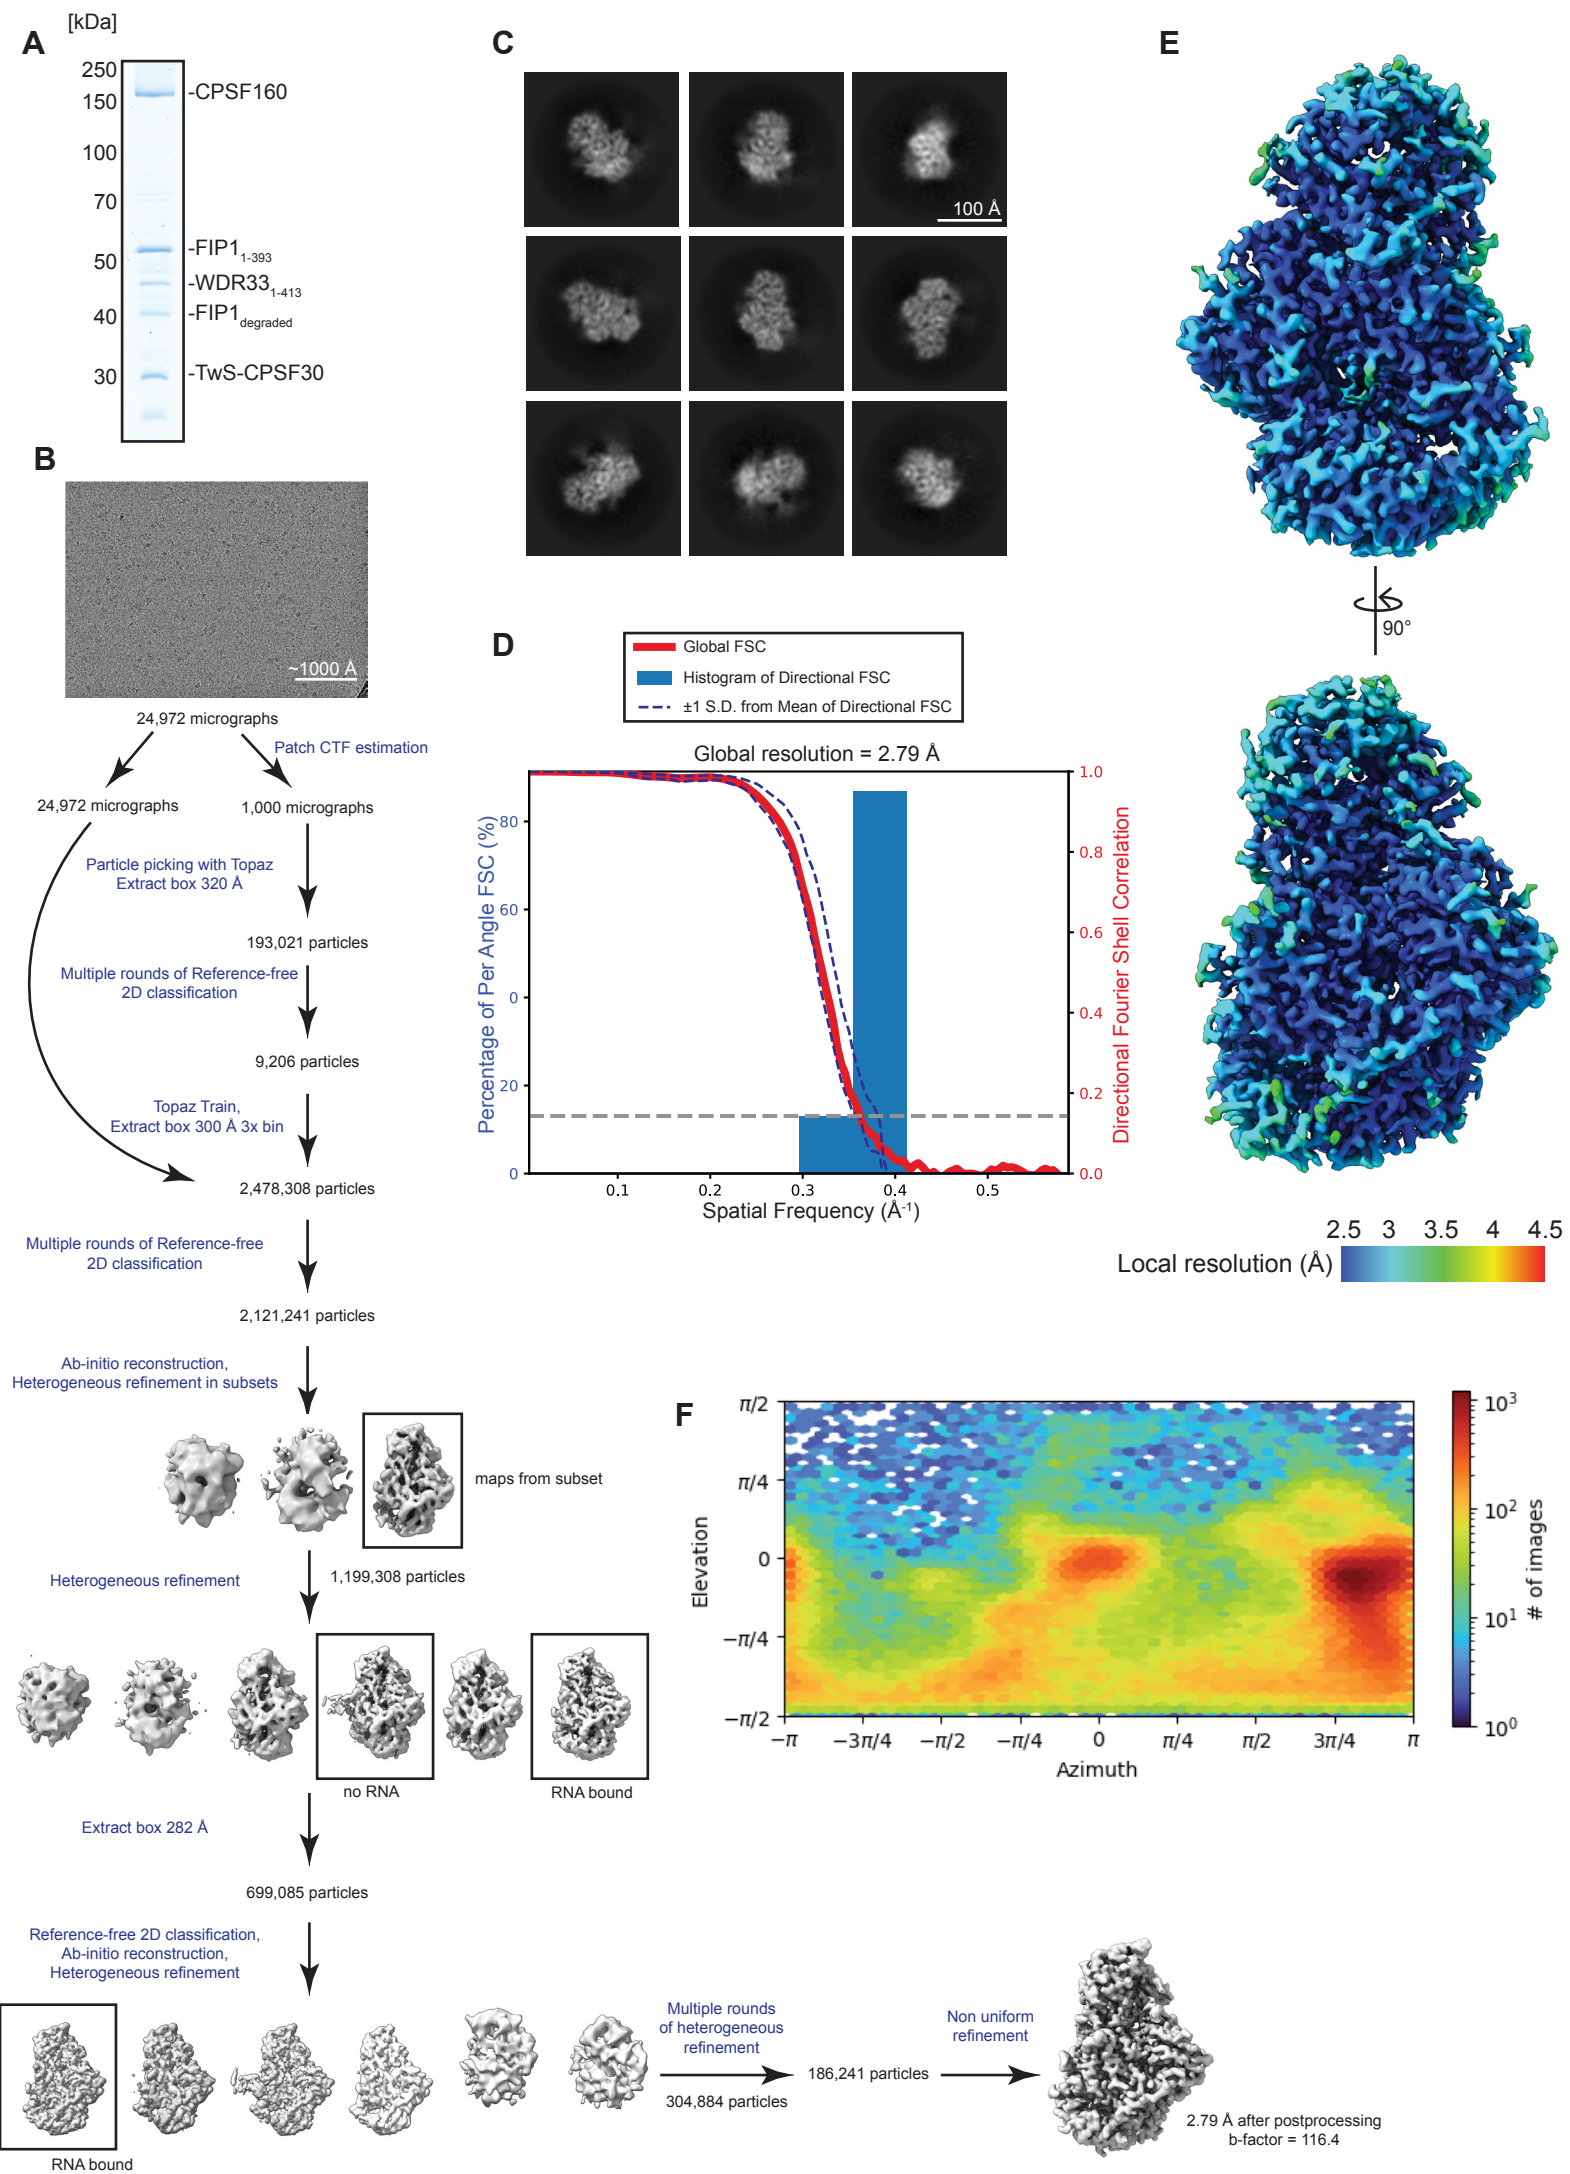 A
[kDa]
250
150
100
70
50
40
30
-CPSF160
-FIP1 1-393
-WDR33 1-413
-FIP1 degraded
-TwS-CPSF30
B
~1000 Å
24,972 micrographs
Patch CTF estimation
24,972 micrographs
1,000 micrographs
Particle picking with Topaz
Extract box 320 Å
193,021 particles
Multiple rounds of Reference-free
2D classification
9,206 particles
Topaz Train,
Extract box 300 Å 3x bin
2,478,308 particles
Multiple rounds of Reference-free
2D classification
2,121,241 particles
Ab-initio reconstruction,
Heterogeneous refinement in subsets
maps from subset
Heterogeneous refinement
1,199,308 particles
no RNA
RNA bound
Extract box 282 Å
699,085 particles
Reference-free 2D classification,
Ab-initio reconstruction,
Heterogeneous refinement
RNA bound
Multiple rounds
of heterogeneous
refinement
304,884 particles
186,241 particles
Non uniform
refinement
2.79 Å after postprocessing
b-factor = 116.4
C
100 Å
D
Global FSC
Histogram of Directional FSC
±1 S.D. from Mean of Directional FSC
Global resolution = 2.79 Å
Percentage of Per Angle FSC (%)
80
60
0
20
0
1.0
0.8
0.6
0.4
0.2
0.0
Directional Fourier Shell Correlation
0.1
0.2
0.3
0.4
0.5
Spatial Frequency (Å-1)
E
90°
2.5 3 3.5 4 4.5
Local resolution (Å)
F
Elevation
π/2
π/4
0
−π/4
−π/2
−π
−3π/4
−π/2
−π/4
0
π/4
π/2
3π/4
π
Azimuth
10³
10²
10¹
10⁰
# of images